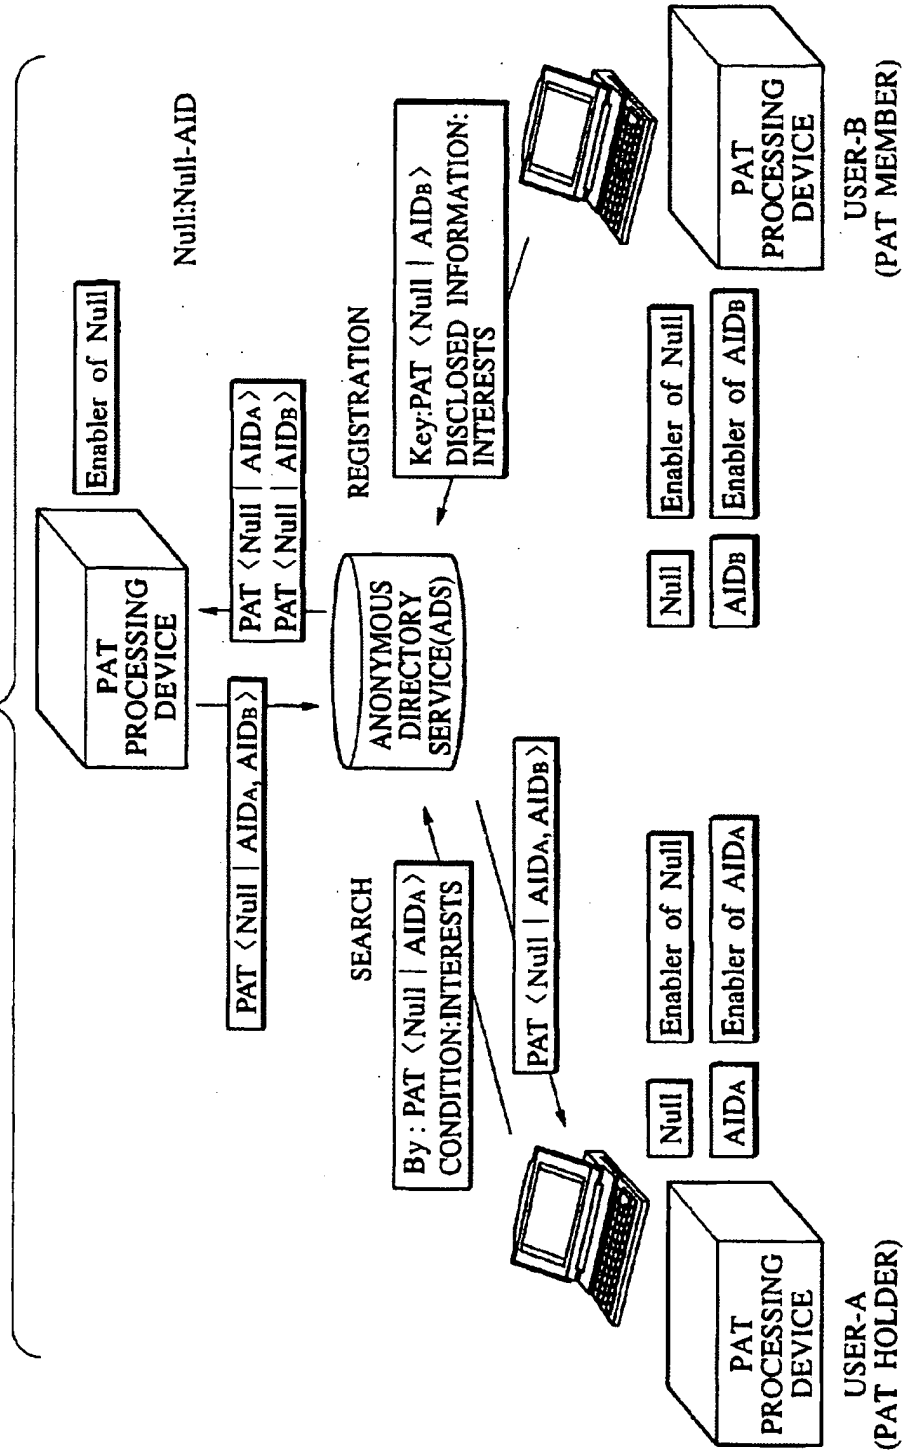 PAT
PROCESSING
DEVICE
Enabler of Null
Null:Null-AID
PAT <Null | AIDA, AIDB>
PAT <Null | AIDA>
PAT <Null | AIDB>
SEARCH
ANONYMOUS
DIRECTORY
SERVICE(ADS)
REGISTRATION
By : PAT <Null | AIDA>
CONDITION:INTERESTS
Key:PAT <Null | AIDB>
DISCLOSED INFORMATION:
INTERESTS
PAT <Null | AIDA, AIDB>
PAT
PROCESSING
DEVICE
Null
Enabler of Null
AIDA
Enabler of AIDA
USER-A
(PAT HOLDER)
Null
Enabler of Null
AIDB
Enabler of AIDB
PAT
PROCESSING
DEVICE
USER-B
(PAT MEMBER)